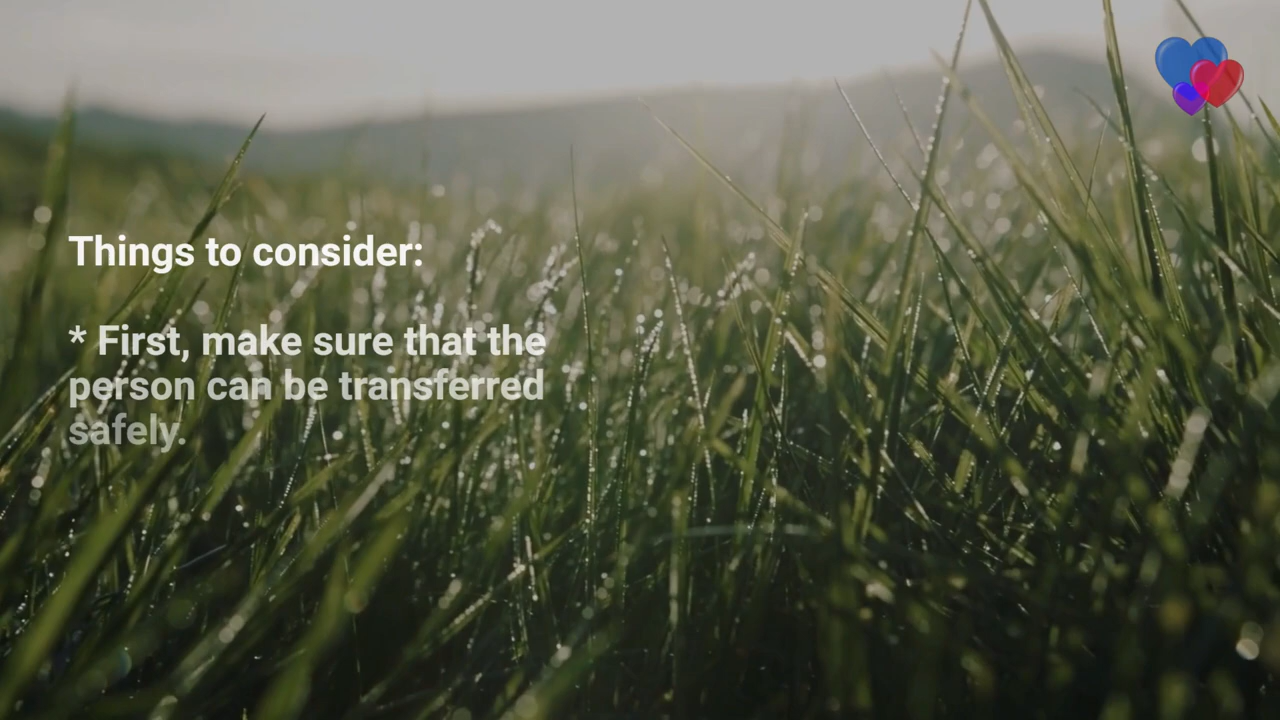 Things to consider:
* First, make sure that the
person can be transferred
safely.